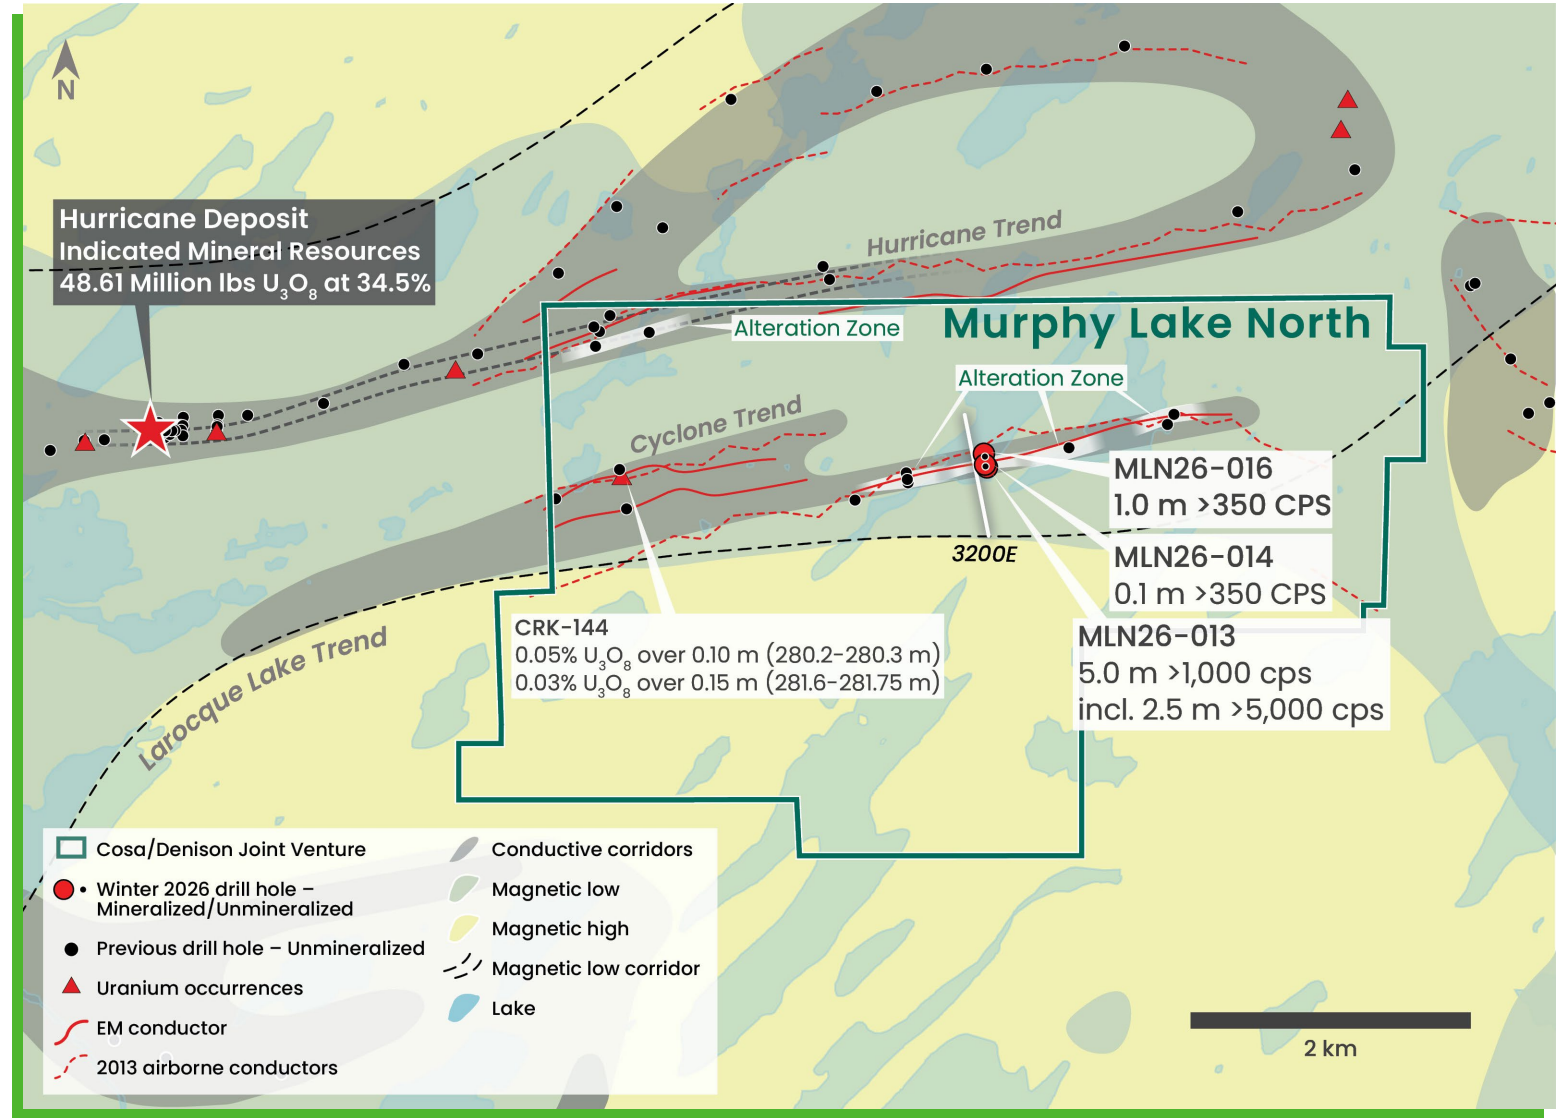 N
Hurricane Deposit
Indicated Mineral Resources
48.61 Million lbs U₃O₈ at 34.5%
Hurricane Trend
Alteration Zone
Murphy Lake North
Alteration Zone
Cyclone Trend
MLN26-016
1.0 m >350 CPS
3200E
MLN26-014
0.1 m >350 CPS
CRK-144
0.05% U₃O₈ over 0.10 m (280.2-280.3 m)
0.03% U₃O₈ over 0.15 m (281.6-281.75 m)
MLN26-013
5.0 m >1,000 cps
incl. 2.5 m >5,000 cps
Larocque Lake Trend
Cosa/Denison Joint Venture
Winter 2026 drill hole –
Mineralized/Unmineralized
Previous drill hole – Unmineralized
Uranium occurrences
EM conductor
2013 airborne conductors
Conductive corridors
Magnetic low
Magnetic high
Magnetic low corridor
Lake
2 km